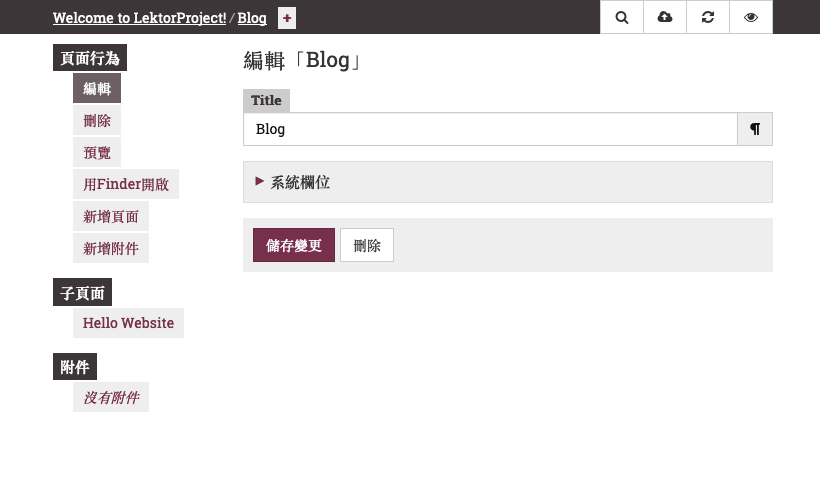 Welcome to LektorProject! / Blog +
頁面行為
編輯
刪除
預覽
用Finder開啟
新增頁面
新增附件
子頁面
Hello Website
附件
沒有附件
編輯「Blog」
Title
Blog ¶
系統欄位
儲存變更 刪除